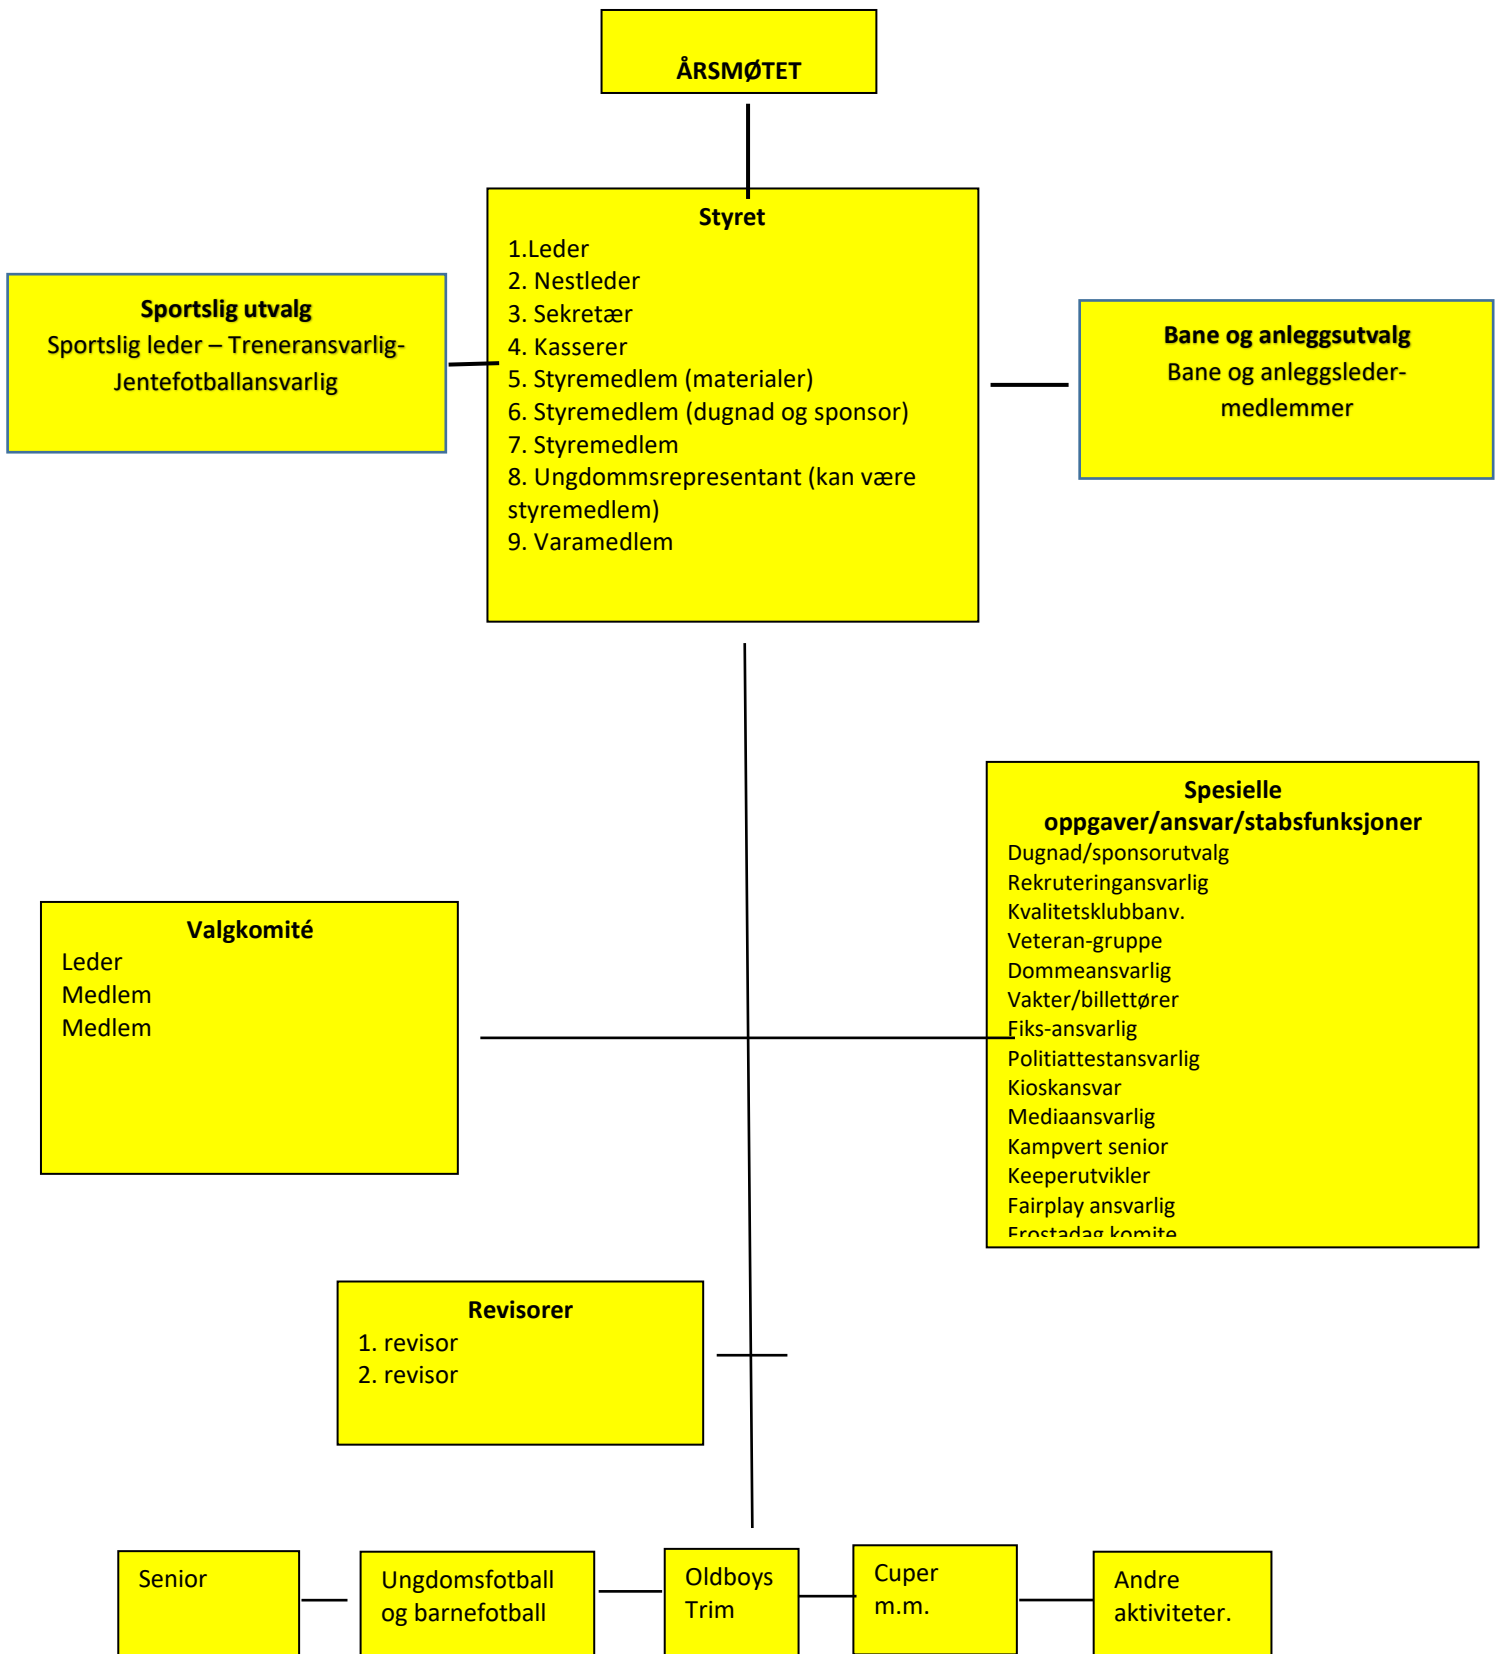 ÅRSMØTET
Styret
1.Leder
2. Nestleder
3. Sekretær
4. Kasserer
5. Styremedlem (materialer)
6. Styremedlem (dugnad og sponsor)
7. Styremedlem
8. Ungdommsrepresentant (kan være
styremedlem)
9. Varamedlem
Sportslig utvalg
Sportslig leder – Treneransvarlig-
Jentefotballansvarlig
Bane og anleggsutvalg
Bane og anleggsleder-
medlemmer
Spesielle
oppgaver/ansvar/stabsfunksjoner
Dugnad/sponsorutvalg
Rekruteringansvarlig
Kvalitetsklubbanv.
Veteran-gruppe
Dommeansvarlig
Vakter/billettører
Fiks-ansvarlig
Politiattestansvarlig
Kioskansvar
Mediaansvarlig
Kampvert senior
Keeperutvikler
Fairplay ansvarlig
Frostadag komite
Valgkomité
Leder
Medlem
Medlem
Revisorer
1. revisor
2. revisor
Senior
Ungdomsfotball
og barnefotball
Oldboys
Trim
Cuper
m.m.
Andre
aktiviteter.